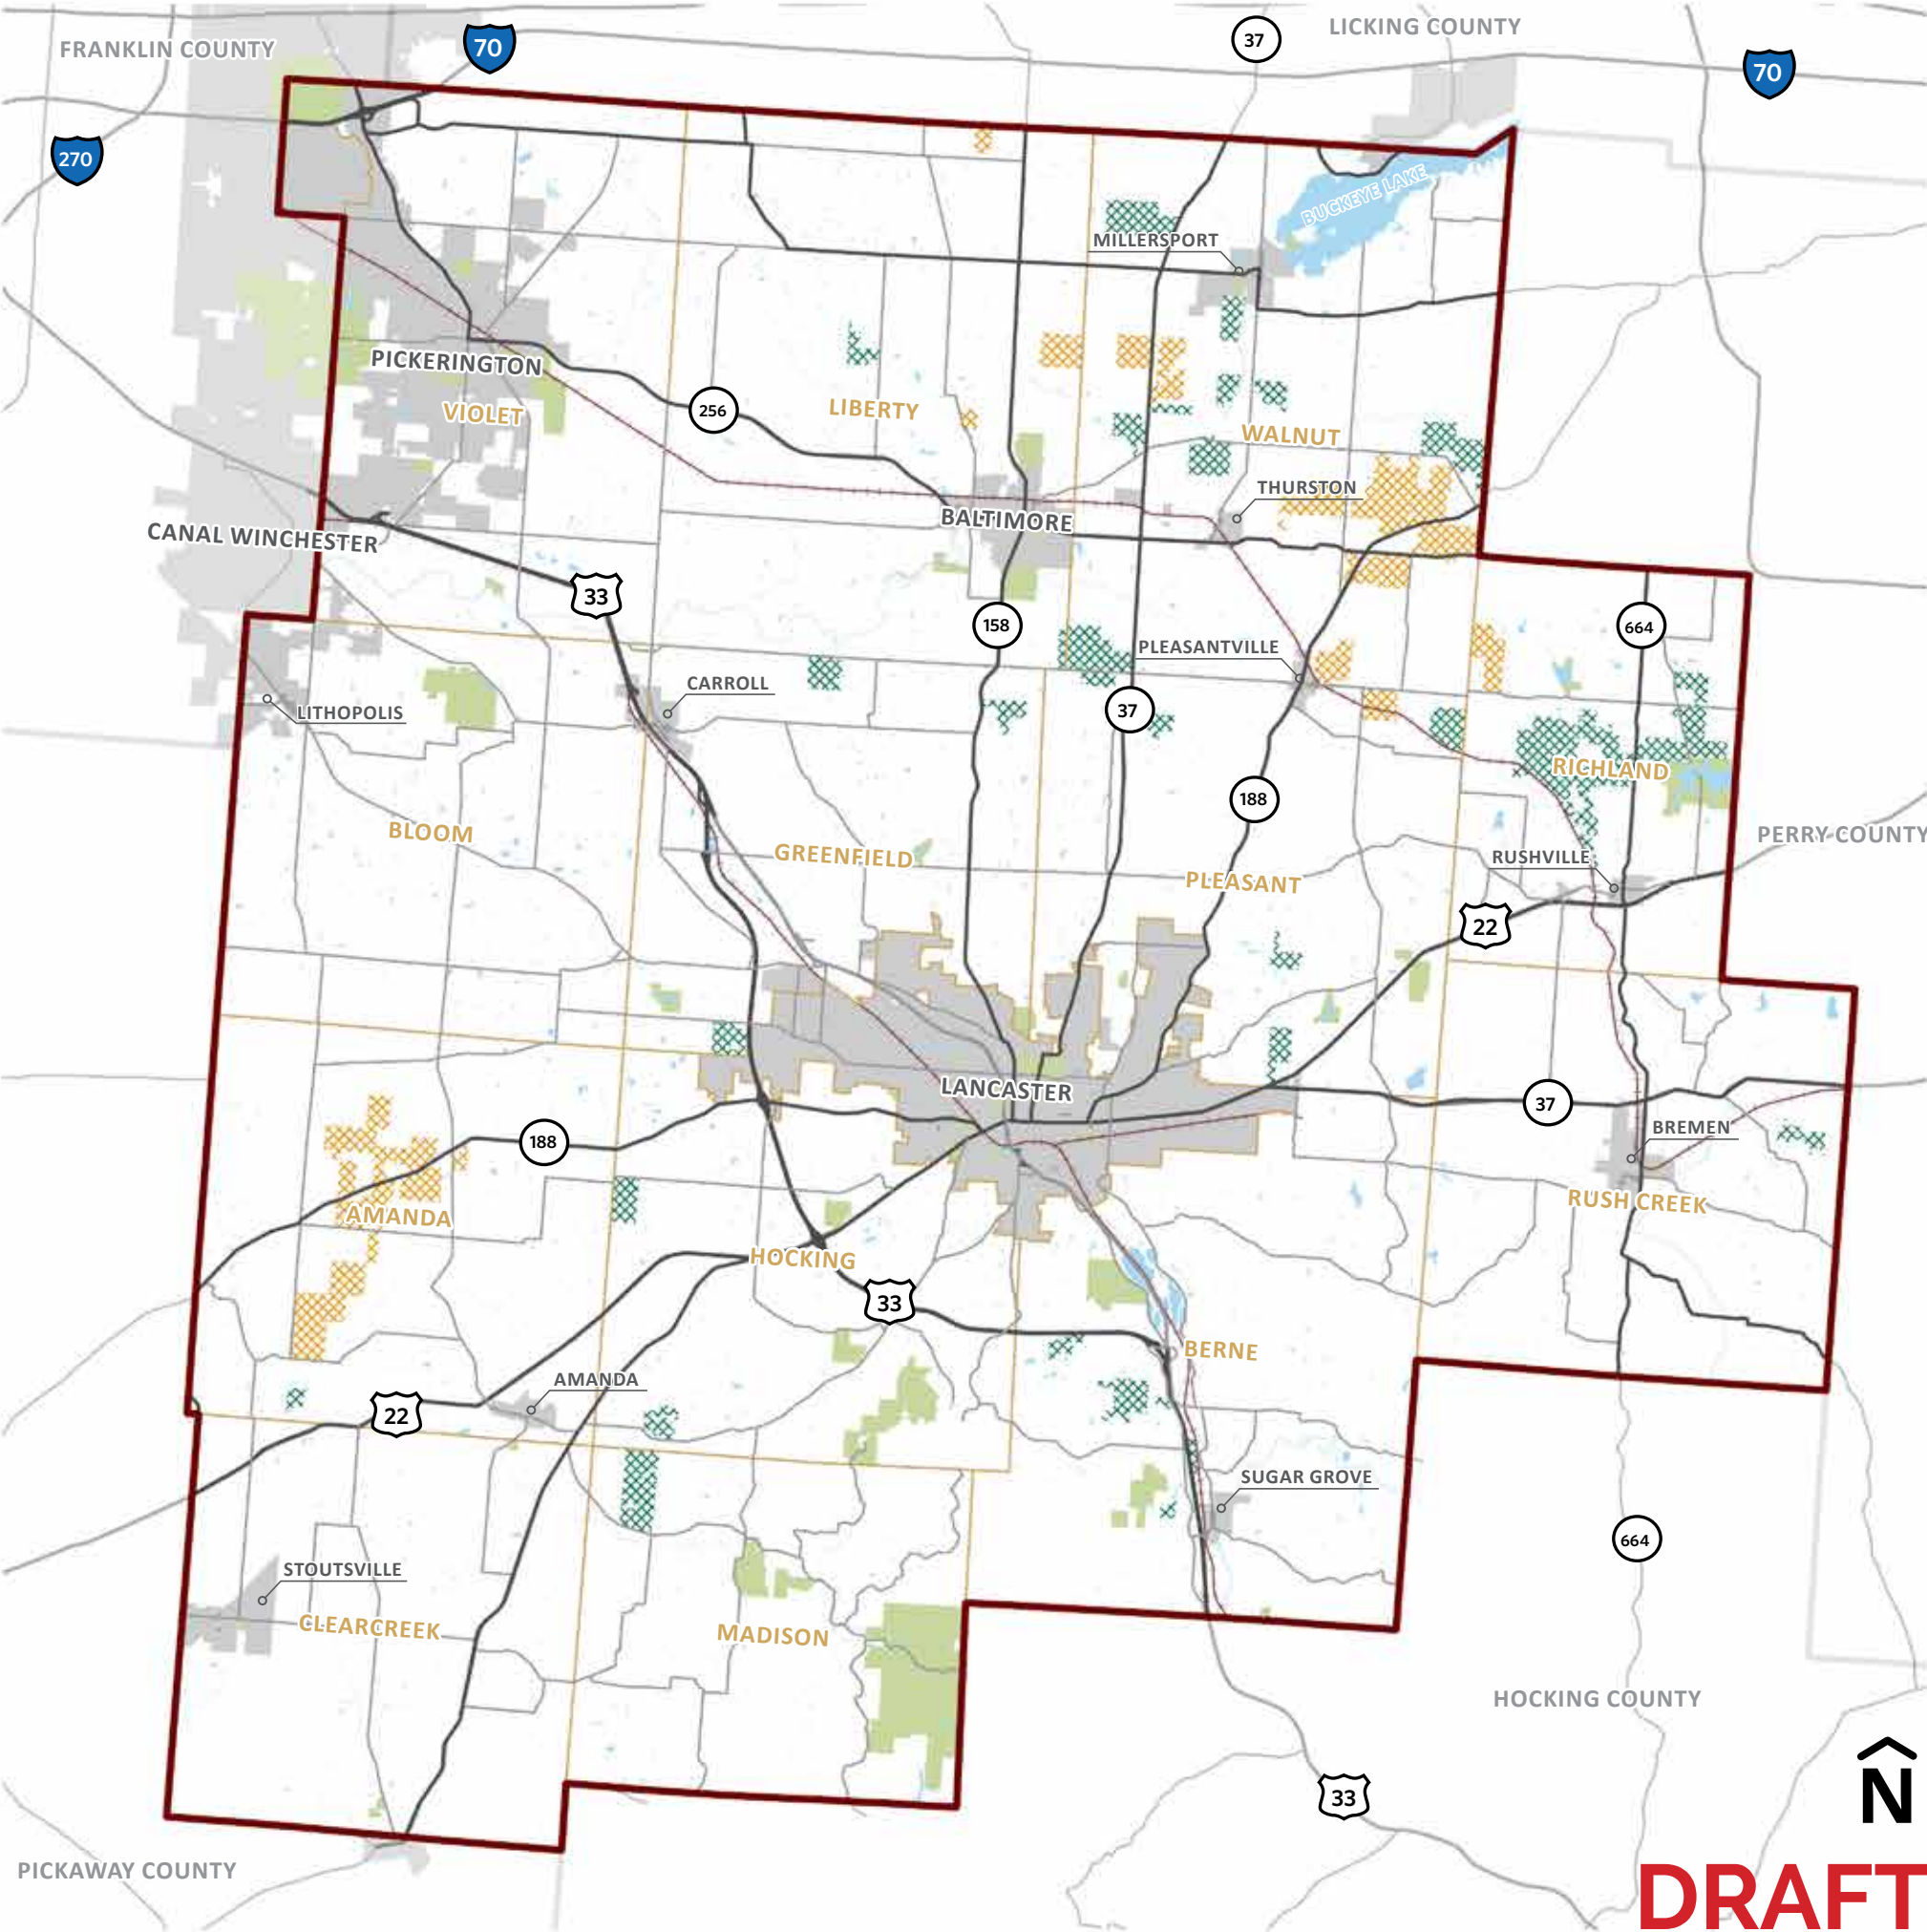 LICKING COUNTY
37
FRANKLIN COUNTY
70
70
270
BUCKEYE LAKE
MILLERSPORT
PICKERINGTON
VIOLET
256
LIBERTY
WALNUT
THURSTON
BALTIMORE
CANAL WINCHESTER
33
158
664
PLEASANTVILLE
CARROLL
LITHOPOLIS
37
RICHLAND
188
BLOOM
PERRY COUNTY
GREENFIELD
RUSHVILLE
PLEASANT
22
LANCASTER
37
BREMEN
188
RUSH CREEK
AMANDA
HOCKING
33
BERNE
AMANDA
22
SUGAR GROVE
664
STOUTSVILLE
CLEARCREEK
MADISON
HOCKING COUNTY
33
N
PICKAWAY COUNTY
DRAFT